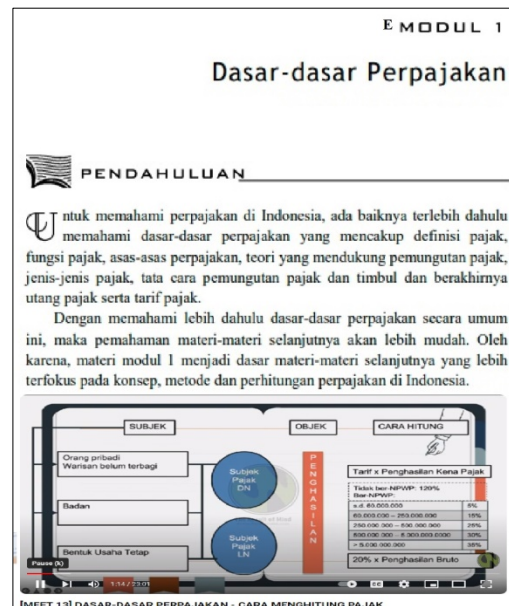 E MODUL 1
Dasar-dasar Perpajakan
PENDAHULUAN
Untuk memahami perpajakan di Indonesia, ada baiknya terlebih dahulu
memahami dasar-dasar perpajakan yang mencakup definisi pajak,
fungsi pajak, asas-asas perpajakan, teori yang mendukung pemungutan pajak,
jenis-jenis pajak, tata cara pemungutan pajak dan timbul dan berakhirnya
utang pajak serta tarif pajak.
Dengan memahami lebih dahulu dasar-dasar perpajakan secara umum
ini, maka pemahaman materi-materi selanjutnya akan lebih mudah. Oleh
karena, materi modul 1 menjadi dasar materi-materi selanjutnya yang lebih
terfokus pada konsep, metode dan perhitungan perpajakan di Indonesia.
SUBJEK
Orang pribadi
Warisan belum terbagi
Badan
Bentuk Usaha Tetap
Subjek
Pajak
DN
Subjek
Pajak
LN
OBJEK
PENGHASILAN
CARA HITUNG
Tarif x Penghasilan Kena Pajak
Tidak ber-NPWP: 120%
Ber-NPWP:
s.d. 60.000.000 5%
60.000.000 – 250.000.000 15%
250.000.000 – 500.000.000 25%
500.000.000 – 5.000.000.0000 30%
> 5.000.000.000 35%
20% x Penghasilan Bruto
Pause (k)
1:14 / 23:01
[MEET 13] DASAR-DASAR PERPAJAKAN - CARA MENGHITUNG PAJAK